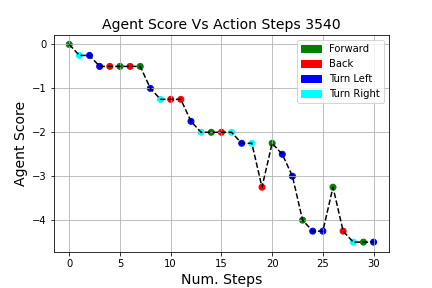 Agent Score Vs Action Steps 3540
Forward
Back
Turn Left
Turn Right
Agent Score
0
−1
−2
−3
−4
0 5 10 15 20 25 30
Num. Steps